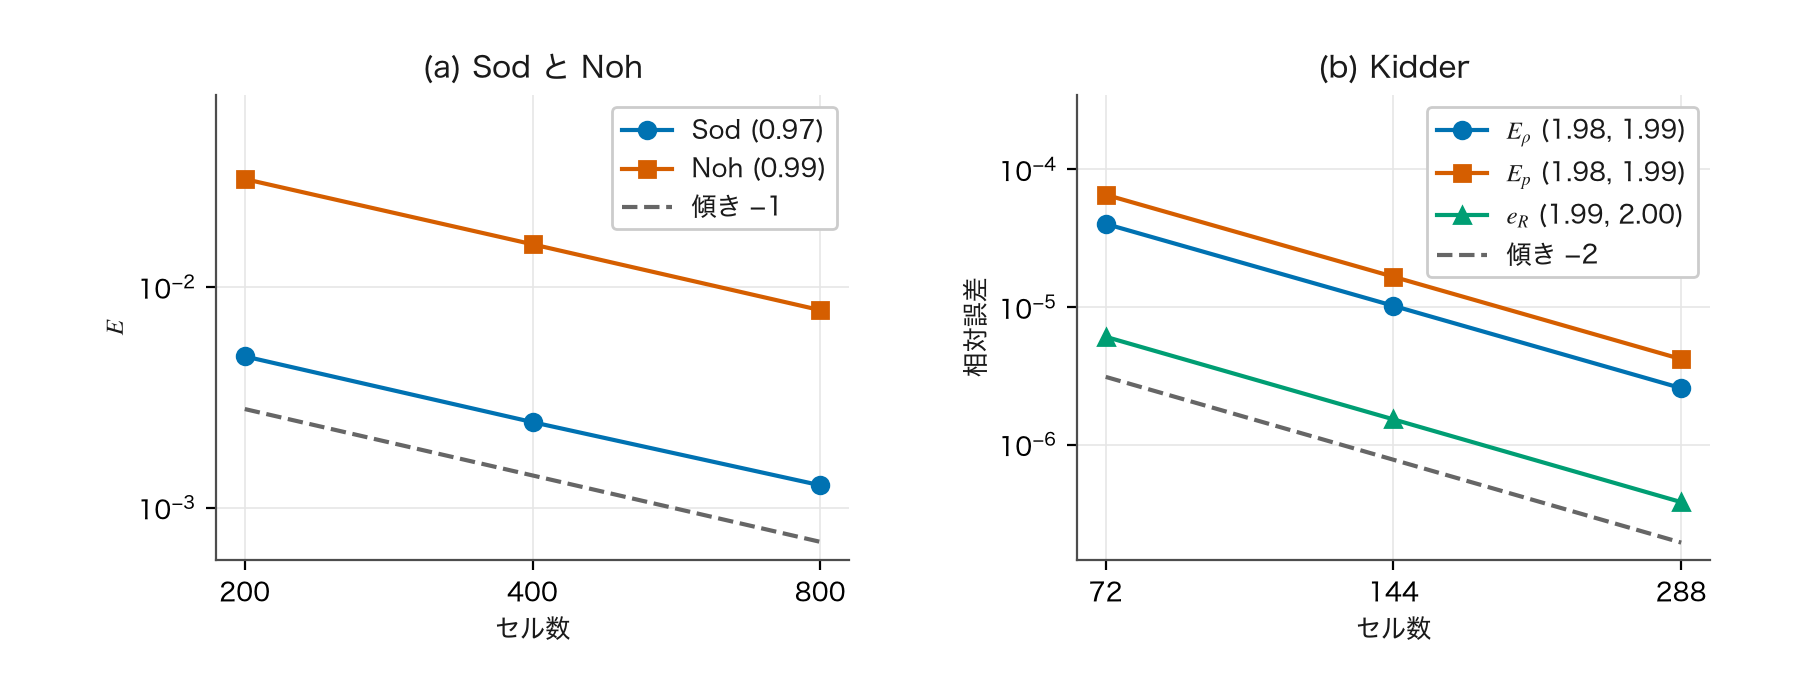 (a) Sod と Noh
Sod (0.97)
Noh (0.99)
傾き −1
10⁻²
10⁻³
E
200
400
800
セル数
(b) Kidder
Eρ (1.98, 1.99)
Ep (1.98, 1.99)
eR (1.99, 2.00)
傾き −2
10⁻⁴
10⁻⁵
10⁻⁶
相対誤差
72
144
288
セル数